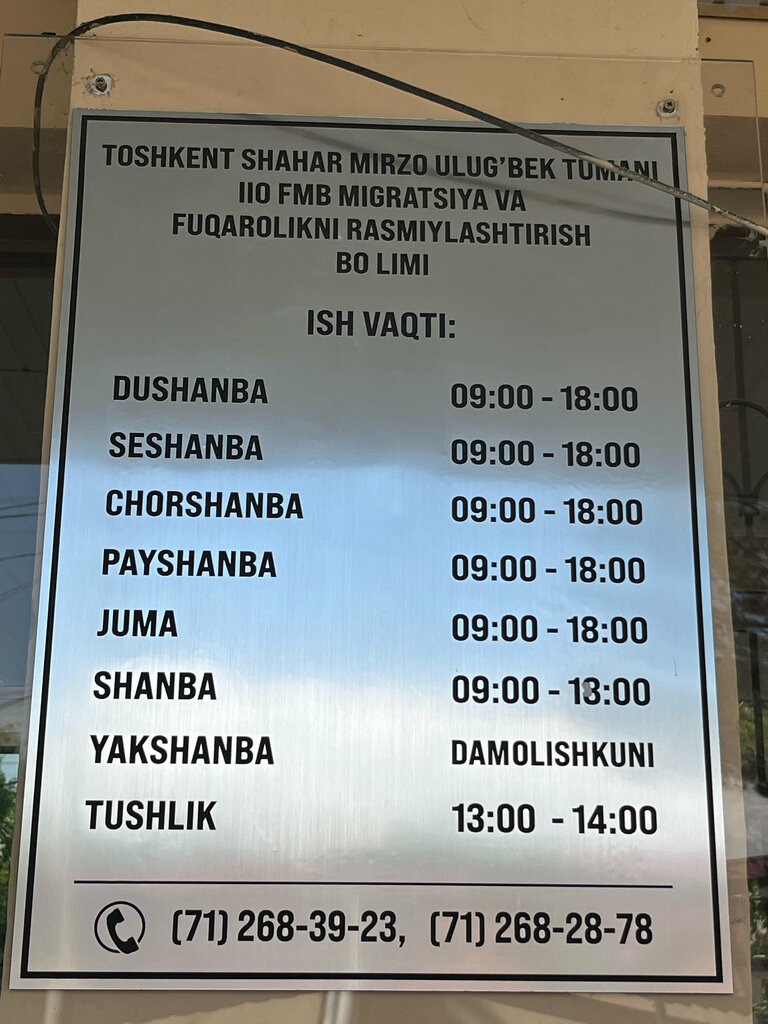 TOSHKENT SHAHAR MIRZO ULUG'BEK TUMANI
IIO FMB MIGRATSIYA VA
FUQAROLIKNI RASMIYLASHTIRISH
BO LIMI
ISH VAQTI:
DUSHANBA 09:00 - 18:00
SESHANBA 09:00 - 18:00
CHORSHANBA 09:00 - 18:00
PAYSHANBA 09:00 - 18:00
JUMA 09:00 - 18:00
SHANBA 09:00 - 13:00
YAKSHANBA DAMOLISHKUNI
TUSHLIK 13:00 - 14:00
(71) 268-39-23, (71) 268-28-78